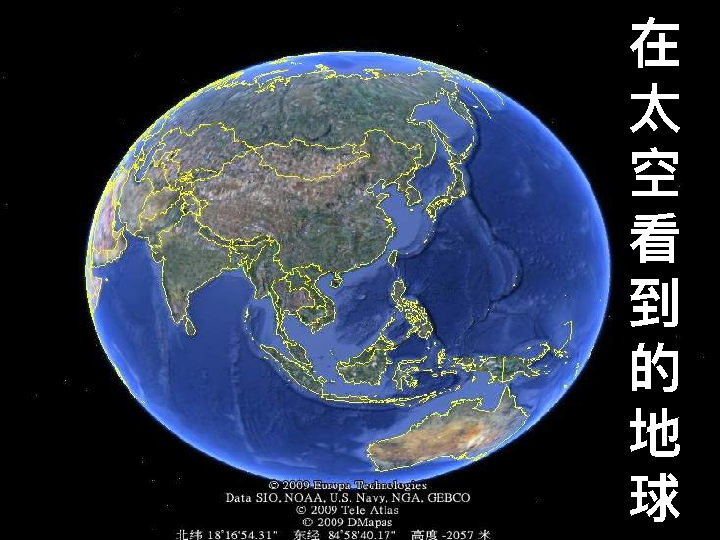 在太空看到的地球
© 2009 Europa Technologies
Data SIO, NOAA, U.S. Navy, NGA, GEBCO
© 2009 Tele Atlas
© 2009 DMapas
北纬 18°16'54.31" 东经 84°58'40.17" 高度 -2057 米